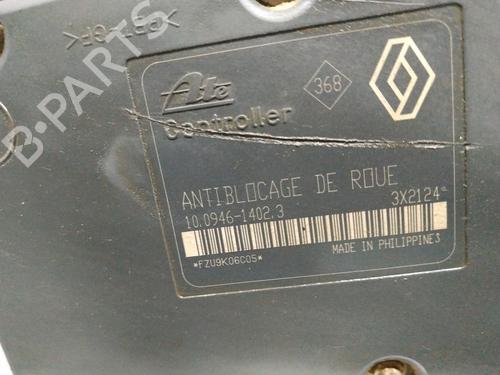 Ate
Controller
368
ANTIBLOCAGE DE ROUE
10.0946-1402.3
3X2124
MADE IN PHILIPPINES
*FZU9K06C05*
B-PARTS